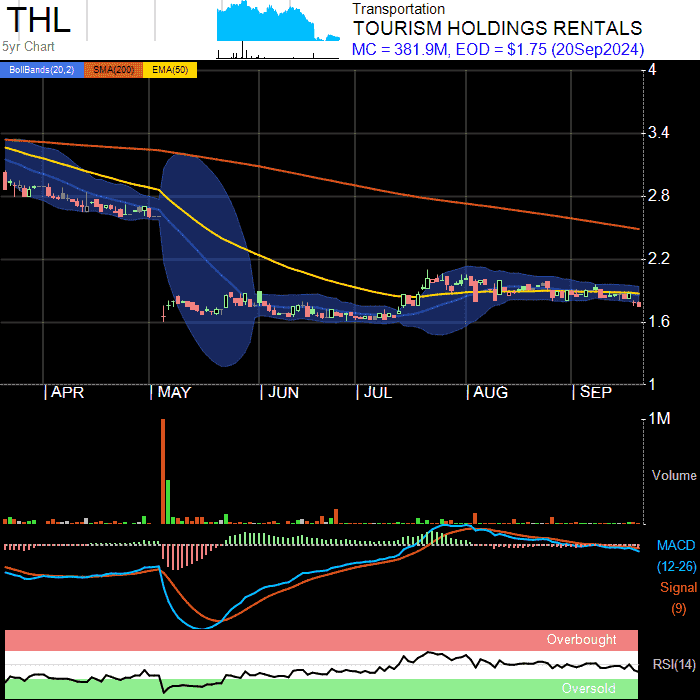 THL
5yr Chart
Transportation
TOURISM HOLDINGS RENTALS
MC = 381.9M, EOD = $1.75 (20Sep2024)
BollBands(20,2) SMA(200) EMA(50)
4
3.4
2.8
2.2
1.6
1
APR MAY JUN JUL AUG SEP
1M
Volume
MACD
(12-26)
Signal
(9)
Overbought
RSI(14)
Oversold